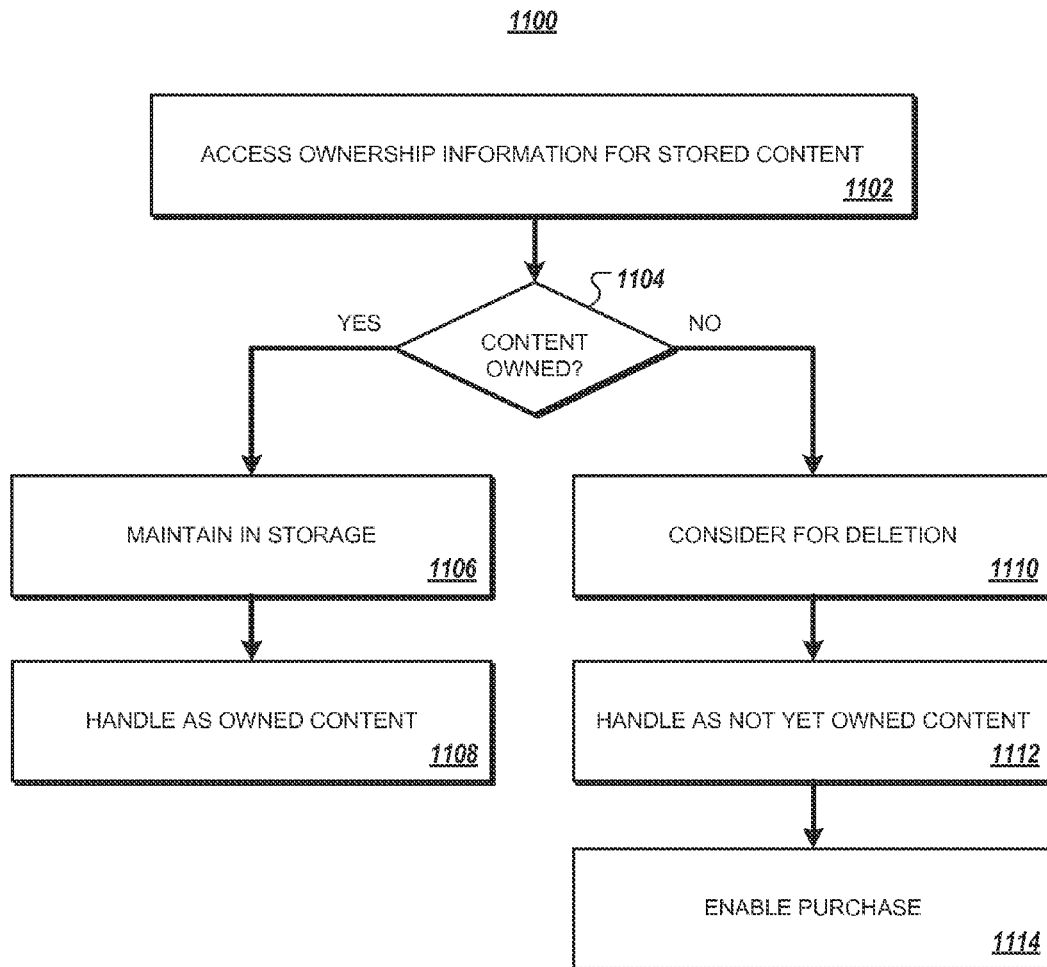 1100
ACCESS OWNERSHIP INFORMATION FOR STORED CONTENT
1102
1104
YES
NO
CONTENT
OWNED?
MAINTAIN IN STORAGE
1106
CONSIDER FOR DELETION
1110
HANDLE AS OWNED CONTENT
1108
HANDLE AS NOT YET OWNED CONTENT
1112
ENABLE PURCHASE
1114